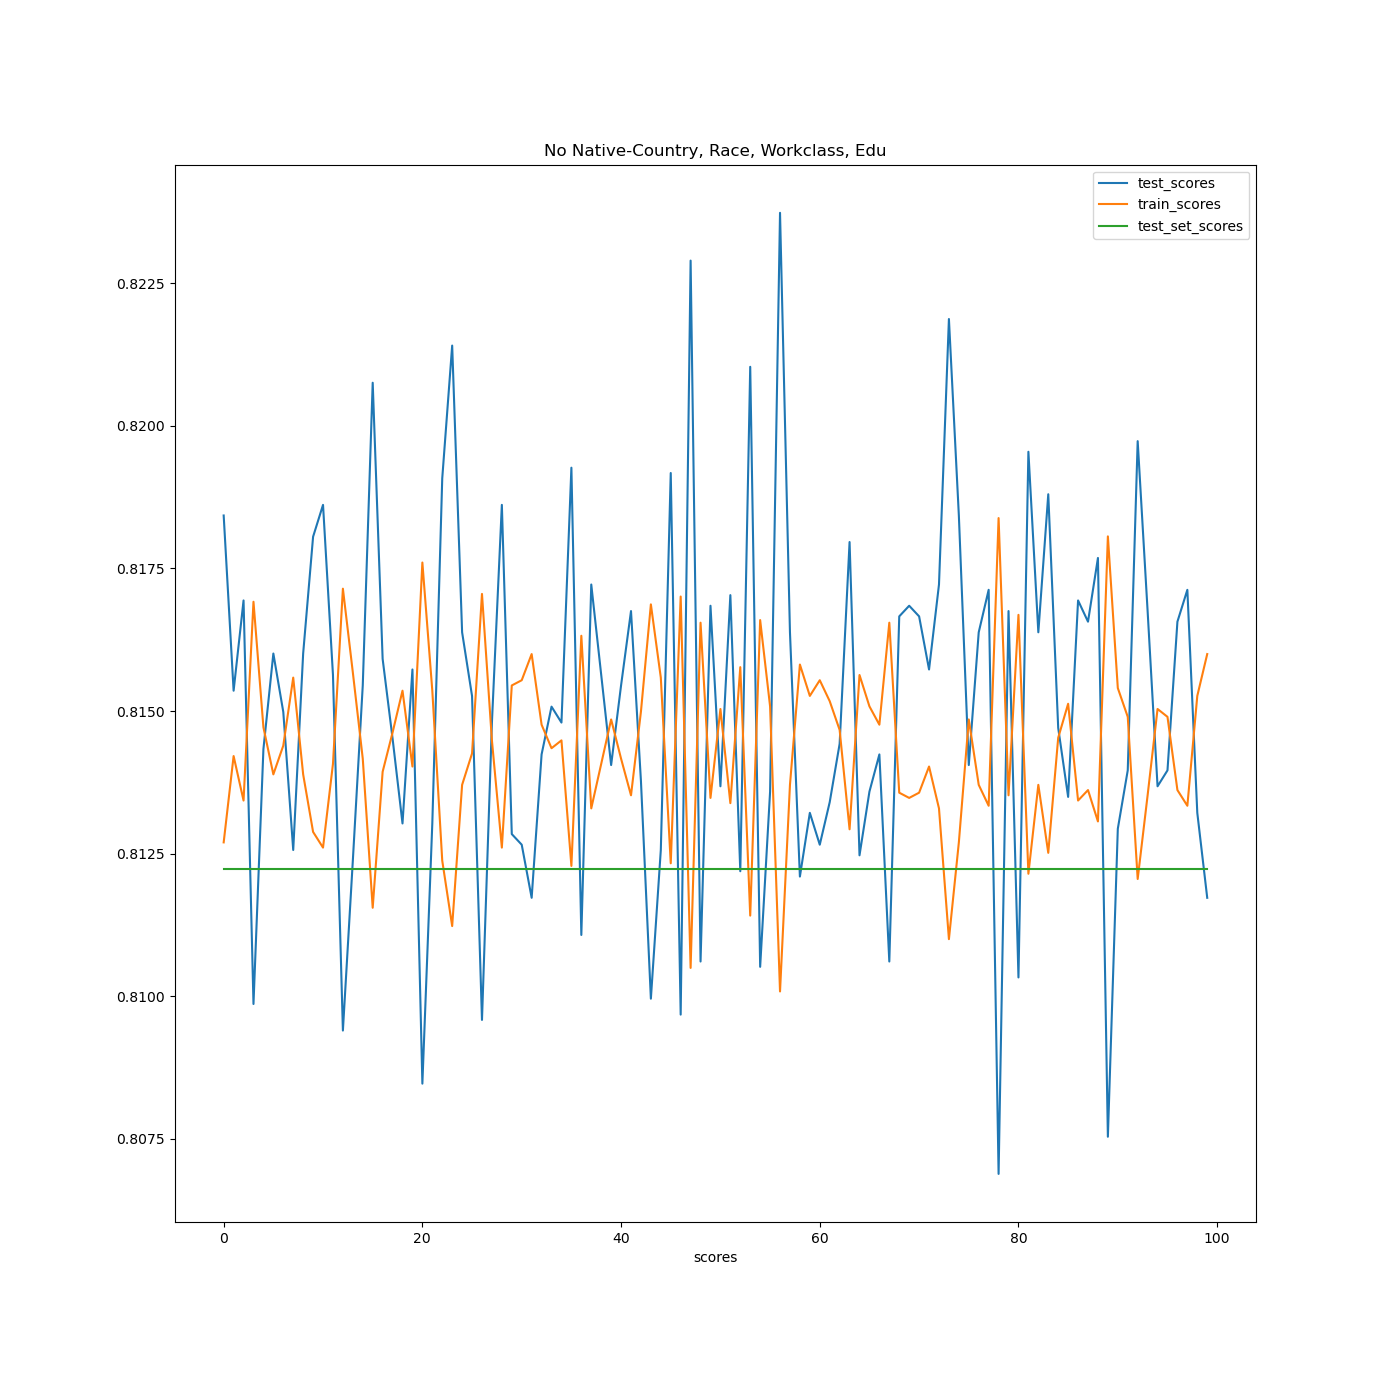 No Native-Country, Race, Workclass, Edu
test_scores
train_scores
test_set_scores
0.8225
0.8200
0.8175
0.8150
0.8125
0.8100
0.8075
0 20 40 60 80 100
scores